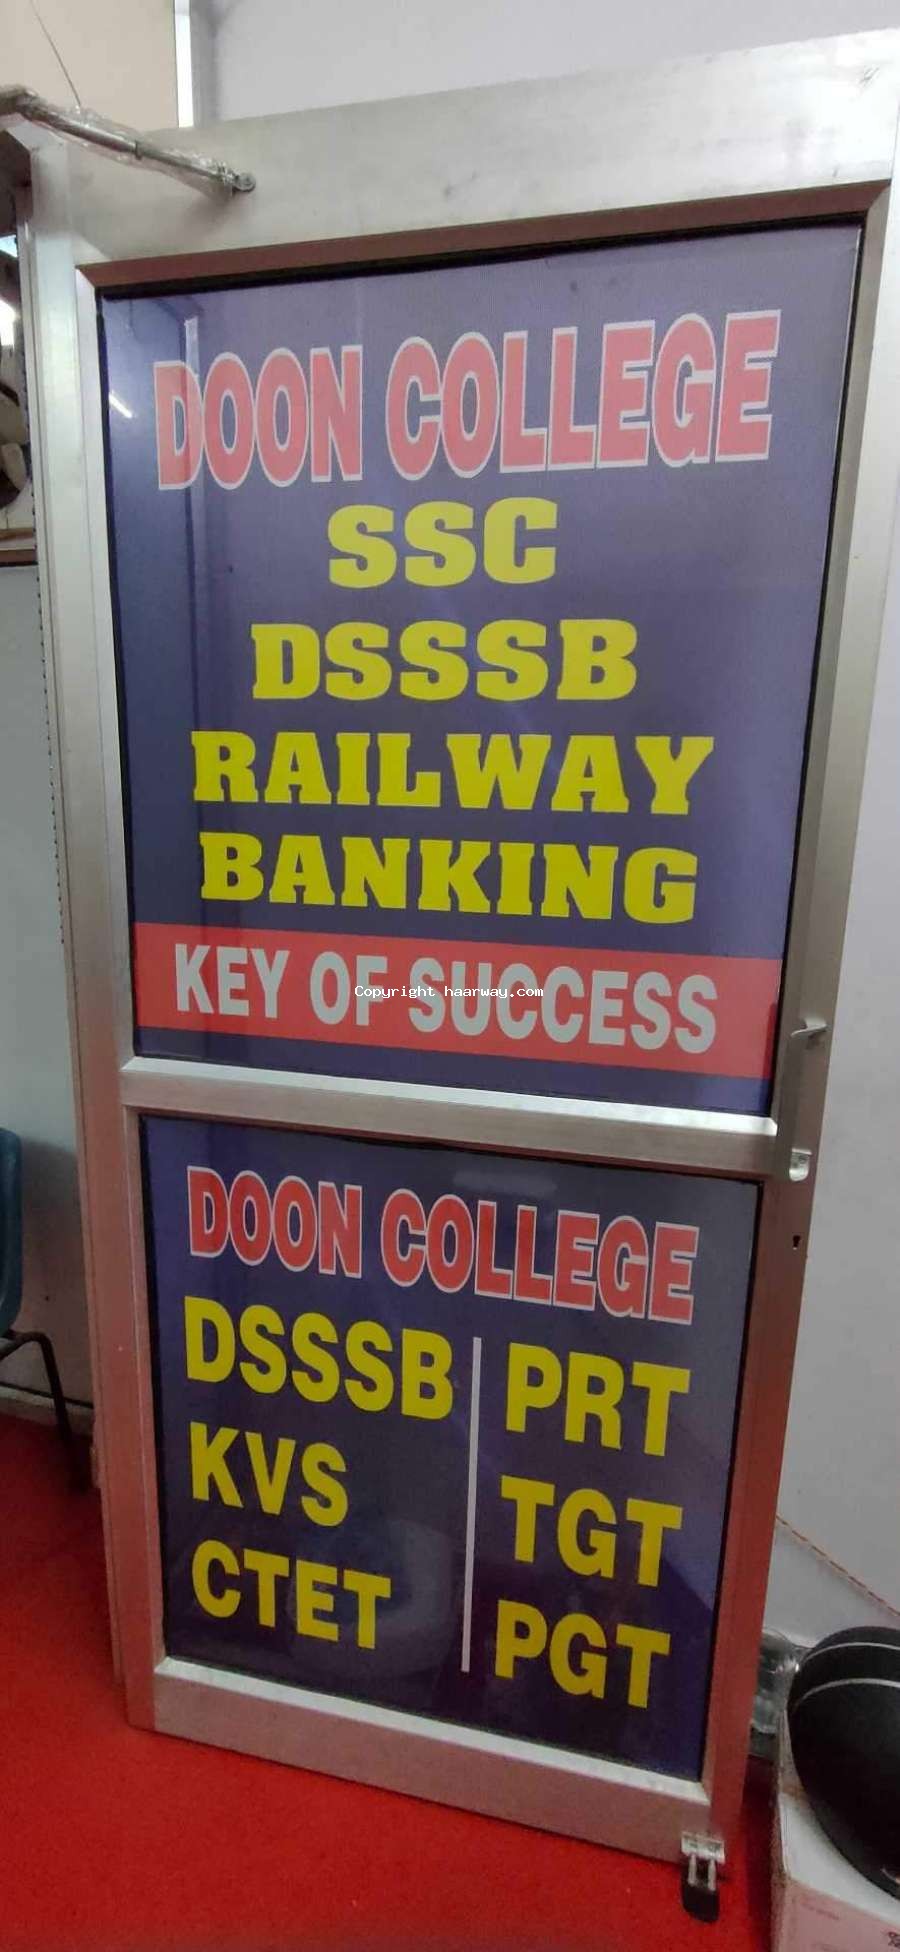 DOON COLLEGE
SSC
DSSSB
RAILWAY
BANKING
KEY OF SUCCESS
Copyright haarway.com
DOON COLLEGE
DSSSB PRT
KVS TGT
CTET PGT